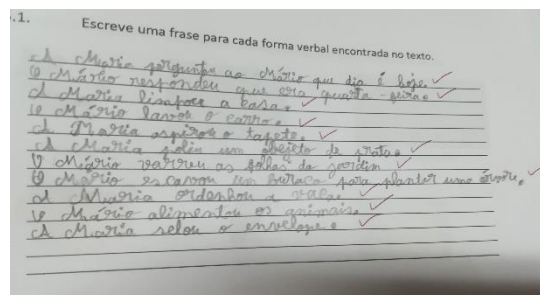 .1. Escreve uma frase para cada forma verbal encontrada no texto.
A Maria perguntou ao Mário que dia é hoje.
O Mário respondeu que era quarta-feira.
A Maria limpou a casa.
O Mário lavou o carro.
A Maria aspirou o tapete.
A Maria poliu um objeto de prata.
O Mário varreu as folhas do jardim
O Mário escavou um buraco para plantar uma árvore.
A Maria ordenhou a vaca.
O Mário alimentou os animais.
A Maria selou o envelope.